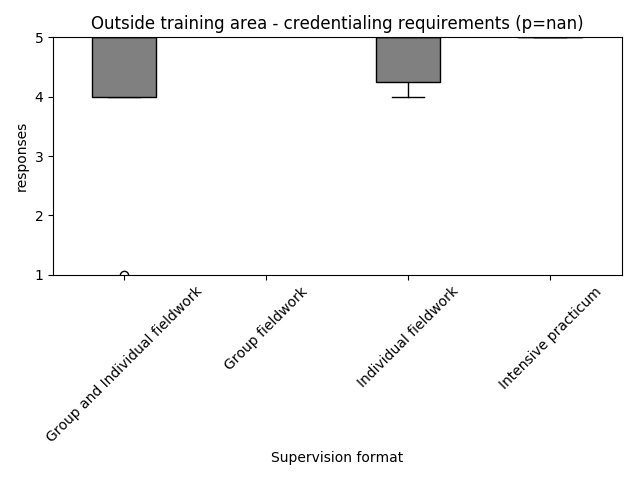 Outside training area - credentialing requirements (p=nan)
5
4
3
2
1
responses
Group and Individual fieldwork
Group fieldwork
Individual fieldwork
Intensive practicum
Supervision format